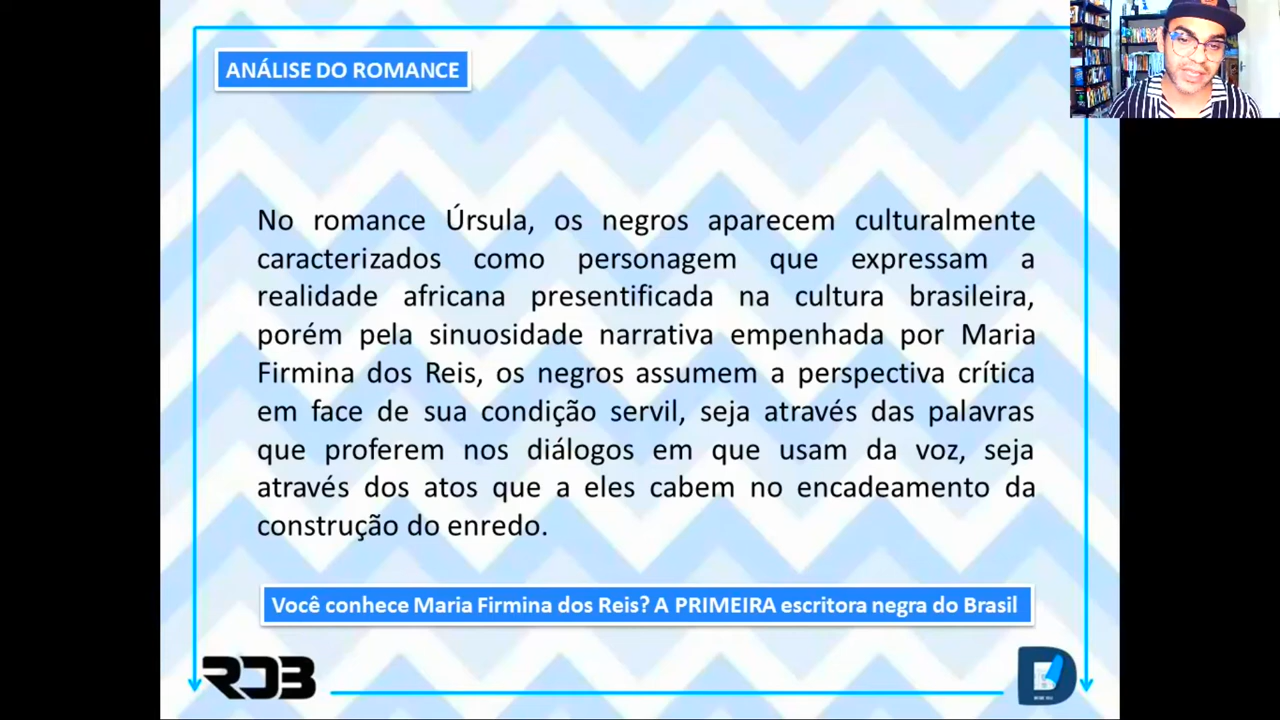 ANÁLISE DO ROMANCE
No romance Úrsula, os negros aparecem culturalmente
caracterizados como personagem que expressam a
realidade africana presentificada na cultura brasileira,
porém pela sinuosidade narrativa empenhada por Maria
Firmina dos Reis, os negros assumem a perspectiva crítica
em face de sua condição servil, seja através das palavras
que proferem nos diálogos em que usam da voz, seja
através dos atos que a eles cabem no encadeamento da
construção do enredo.
Você conhece Maria Firmina dos Reis? A PRIMEIRA escritora negra do Brasil
RDB
D